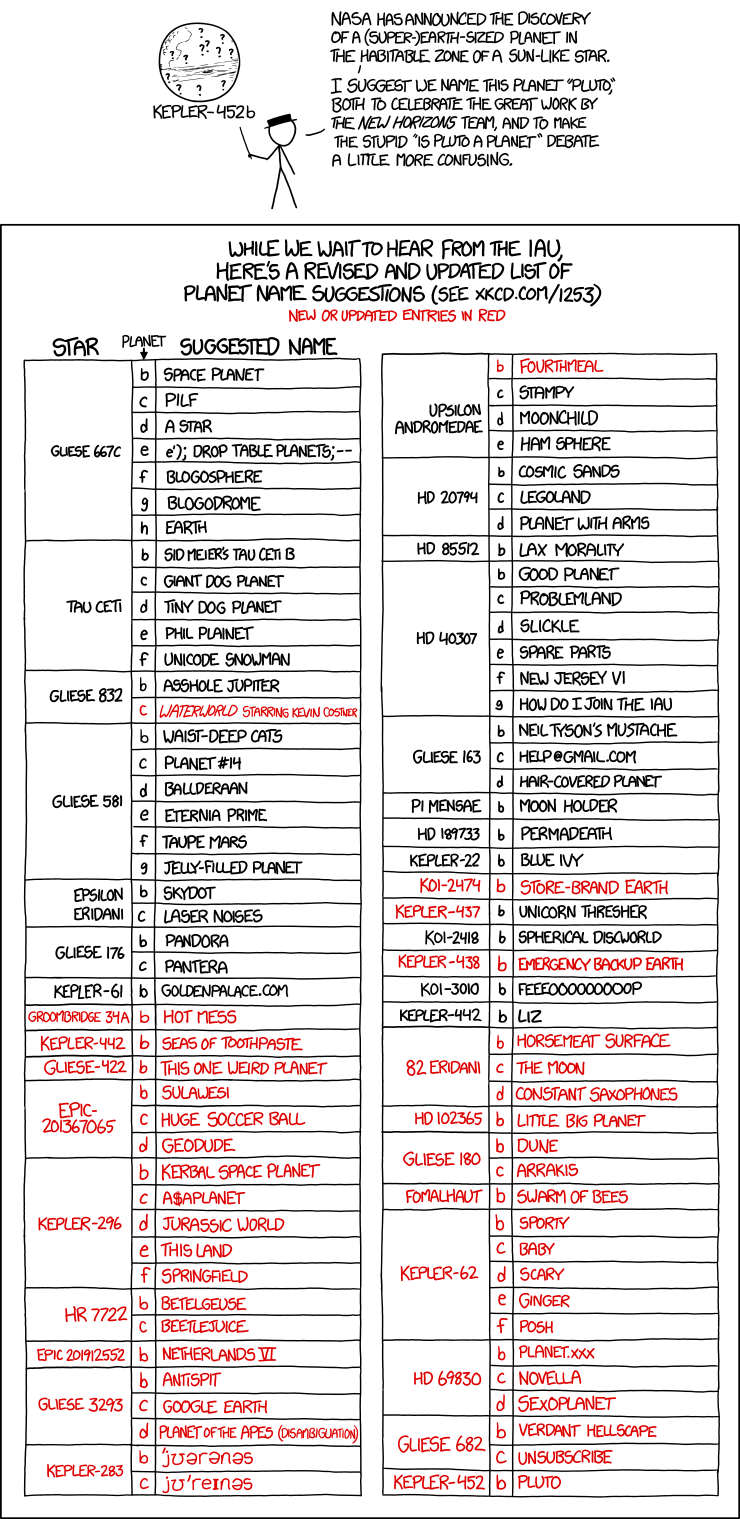 NASA HAS ANNOUNCED THE DISCOVERY
OF A (SUPER-)EARTH-SIZED PLANET IN
THE HABITABLE ZONE OF A SUN-LIKE STAR.
I SUGGEST WE NAME THIS PLANET "PLUTO,"
BOTH TO CELEBRATE THE GREAT WORK BY
THE NEW HORIZONS TEAM, AND TO MAKE
THE STUPID "IS PLUTO A PLANET" DEBATE
A LITTLE MORE CONFUSING.
? ? ? ? ? ? ? ? ? ?
KEPLER-452b
WHILE WE WAIT TO HEAR FROM THE IAU,
HERE'S A REVISED AND UPDATED LIST OF
PLANET NAME SUGGESTIONS (SEE XKCD.COM/1253)
NEW OR UPDATED ENTRIES IN RED
STAR PLANET SUGGESTED NAME
GLIESE 667C
b SPACE PLANET
c PILF
d A STAR
e e'); DROP TABLE PLANETS;--
f BLOGOSPHERE
g BLOGODROME
h EARTH
TAU CETI
b SID MEIER'S TAU CETI B
c GIANT DOG PLANET
d TINY DOG PLANET
e PHIL PLAINET
f UNICODE SNOWMAN
GLIESE 832
b ASSHOLE JUPITER
c WATERWORLD STARRING KEVIN COSTNER
GLIESE 581
b WAIST-DEEP CATS
c PLANET #14
d BALLDERAAN
e ETERNIA PRIME
f TAUPE MARS
g JELLY-FILLED PLANET
EPSILON
ERIDANI
b SKYDOT
c LASER NOISES
GLIESE 176
b PANDORA
c PANTERA
KEPLER-61 b GOLDENPALACE.COM
GROOMBRIDGE 34A b HOT MESS
KEPLER-442 b SEAS OF TOOTHPASTE
GLIESE-422 b THIS ONE WEIRD PLANET
EPIC-
201367065
b SULAWESI
c HUGE SOCCER BALL
d GEODUDE
KEPLER-296
b KERBAL SPACE PLANET
c A$APLANET
d JURASSIC WORLD
e THIS LAND
f SPRINGFIELD
HR 7722
b BETELGEUSE
c BEETLEJUICE
EPIC 201912552 b NETHERLANDS VI
GLIESE 3293
b ANTISPIT
c GOOGLE EARTH
d PLANET OF THE APES (DISAMBIGUATION)
KEPLER-283
b ˈjʊərənəs
c jʊˈreɪnəs
UPSILON
ANDROMEDAE
b FOURTHMEAL
c STAMPY
d MOONCHILD
e HAM SPHERE
HD 20794
b COSMIC SANDS
c LEGOLAND
d PLANET WITH ARMS
HD 85512 b LAX MORALITY
HD 40307
b GOOD PLANET
c PROBLEMLAND
d SLICKLE
e SPARE PARTS
f NEW JERSEY VI
g HOW DO I JOIN THE IAU
GLIESE 163
b NEIL TYSON'S MUSTACHE
c HELP@GMAIL.COM
d HAIR-COVERED PLANET
PI MENSAE b MOON HOLDER
HD 189733 b PERMADEATH
KEPLER-22 b BLUE IVY
KOI-2474 b STORE-BRAND EARTH
KEPLER-437 b UNICORN THRESHER
KOI-2418 b SPHERICAL DISCWORLD
KEPLER-438 b EMERGENCY BACKUP EARTH
KOI-3010 b FEEEOOOOOOOOOP
KEPLER-442 b LIZ
82 ERIDANI
b HORSEMEAT SURFACE
c THE MOON
d CONSTANT SAXOPHONES
HD 102365 b LITTLE BIG PLANET
GLIESE 180
b DUNE
c ARRAKIS
FOMALHAUT b SWARM OF BEES
KEPLER-62
b SPORTY
c BABY
d SCARY
e GINGER
f POSH
HD 69830
b PLANET.XXX
c NOVELLA
d SEXOPLANET
GLIESE 682
b VERDANT HELLSCAPE
c UNSUBSCRIBE
KEPLER-452 b PLUTO